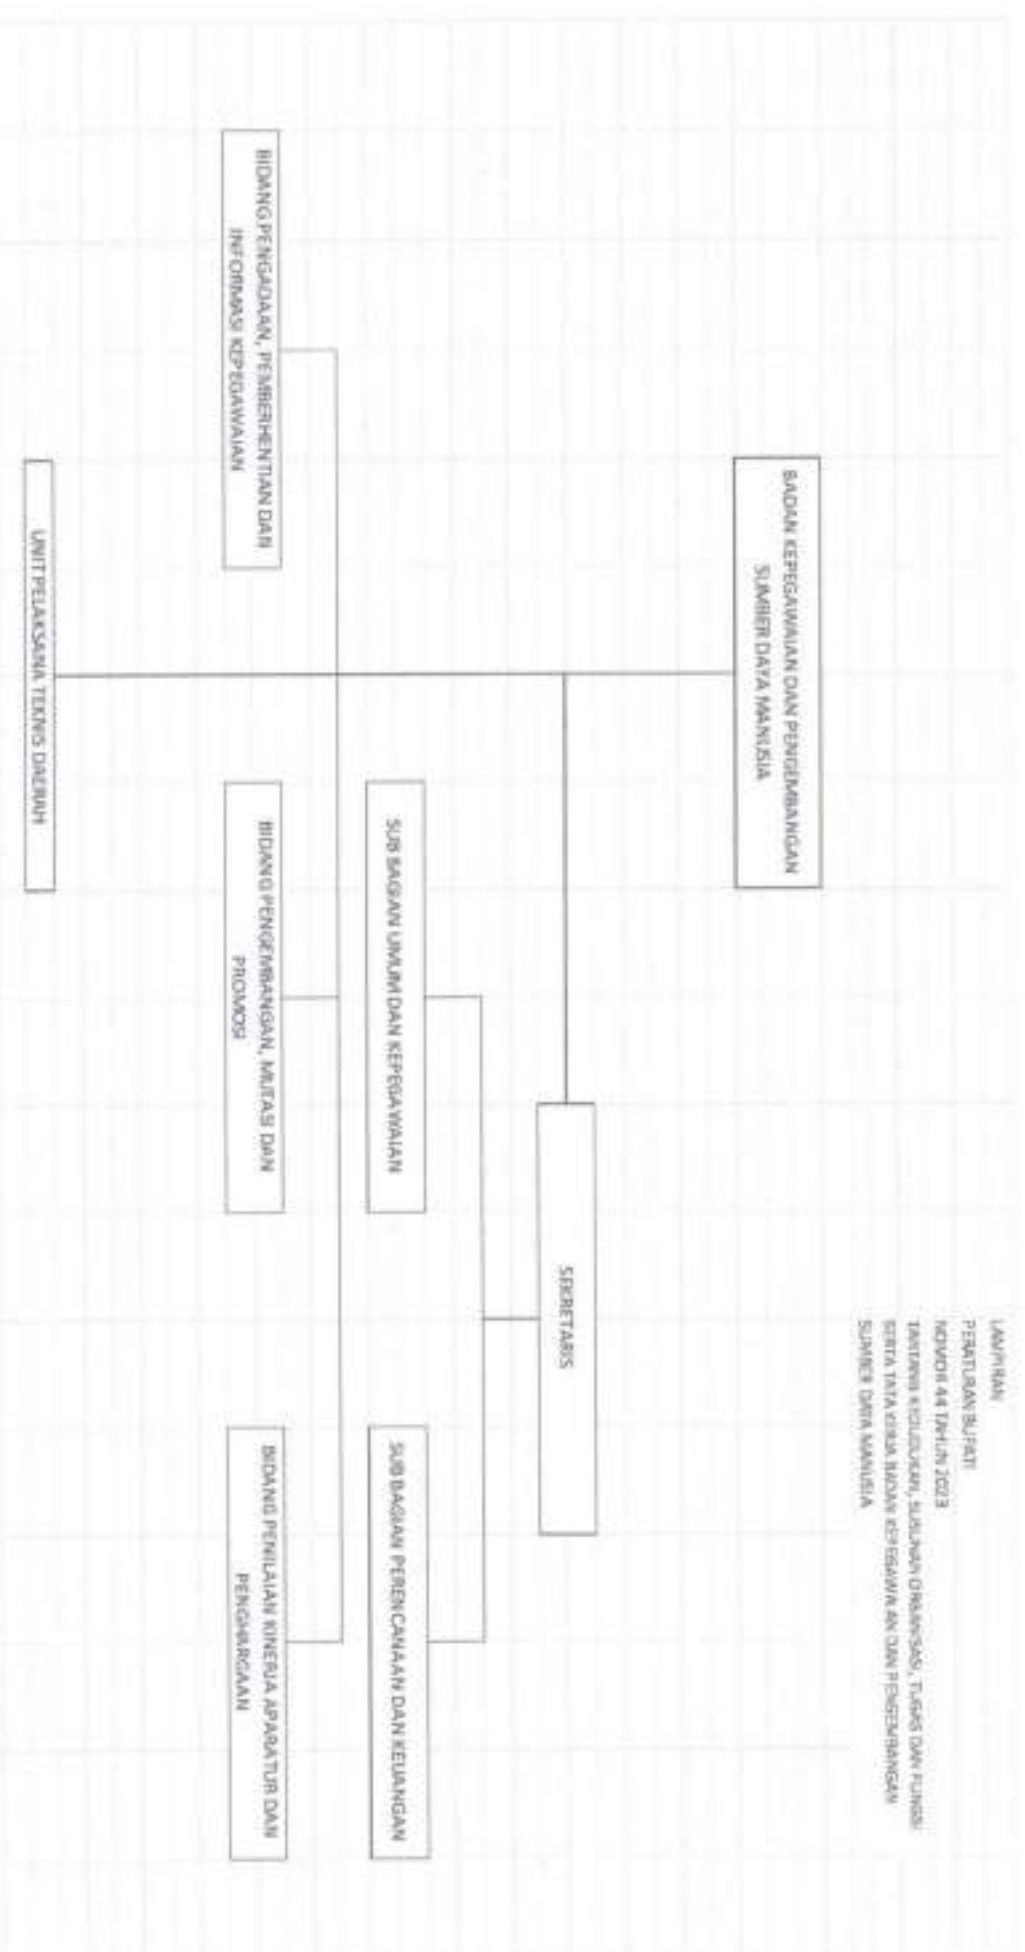 LAMPIRAN
PERATURAN BUPATI
NOMOR 44 TAHUN 2023
TANTANG KEDUDUKAN, SUSUNAN ORGANISASI, TUGAS DAN FUNGSI
SERTA TATA KERJA BADAN KEPEGAWAIAN DAN PENGEMBANGAN
SUMBER DAYA MANUSIA
BADAN KEPEGAWAIAN DAN PENGEMBANGAN
SUMBER DAYA MANUSIA
SEKRETARIS
SUB BAGIAN UMUM DAN KEPEGAWAIAN
SUB BAGIAN PERENCANAAN DAN KEUANGAN
BIDANG PENGADAAN, PEMBERHENTIAN DAN
INFORMASI KEPEGAWAIAN
BIDANG PENGEMBANGAN, MUTASI DAN
PROMOSI
BIDANG PENILAIAN KINERJA APARATUR DAN
PENGHARGAAN
UNIT PELAKSANA TEKNIS DAERAH